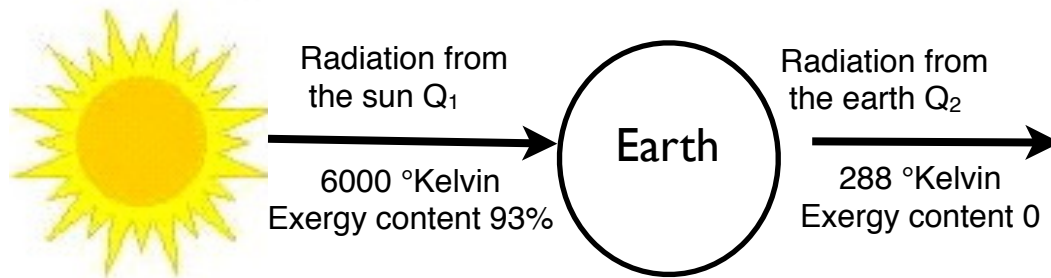 Radiation from
the sun Q₁
6000 °Kelvin
Exergy content 93%
Earth
Radiation from
the earth Q₂
288 °Kelvin
Exergy content 0